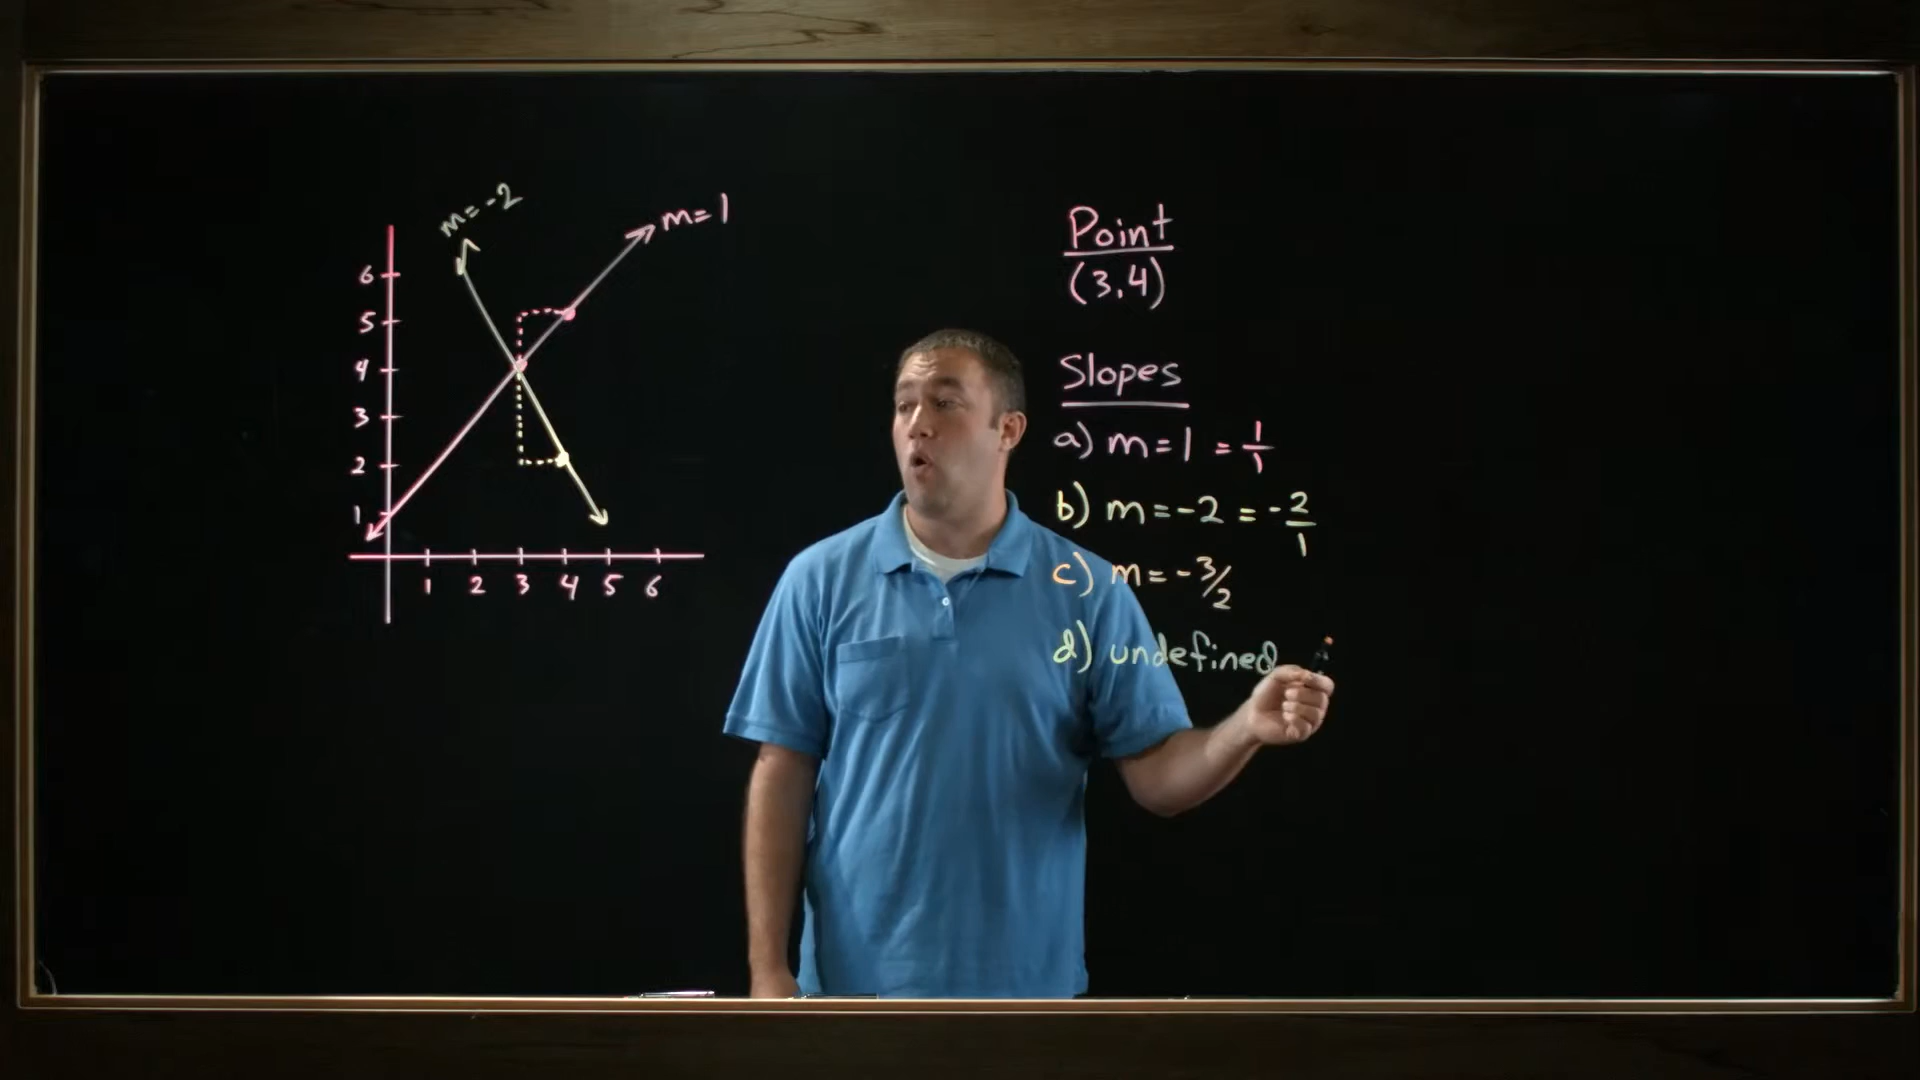 m=-2
m=1
6
5
4
3
2
1
1 2 3 4 5 6
Point
(3,4)
Slopes
a) m=1 = 1/1
b) m=-2 = -2/1
c) m=-3/2
d) undefined